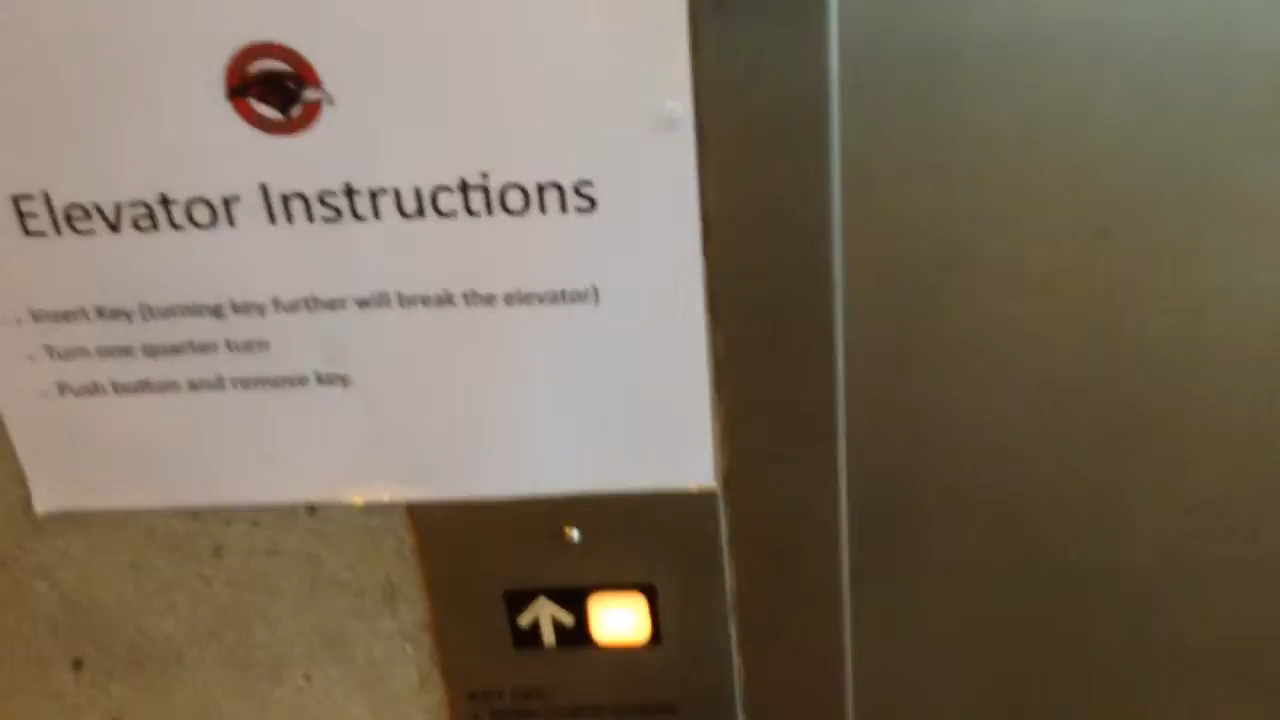 Elevator Instructions
. Insert Key (turning key further will break the elevator)
. Turn one quarter turn
. Push button and remove key